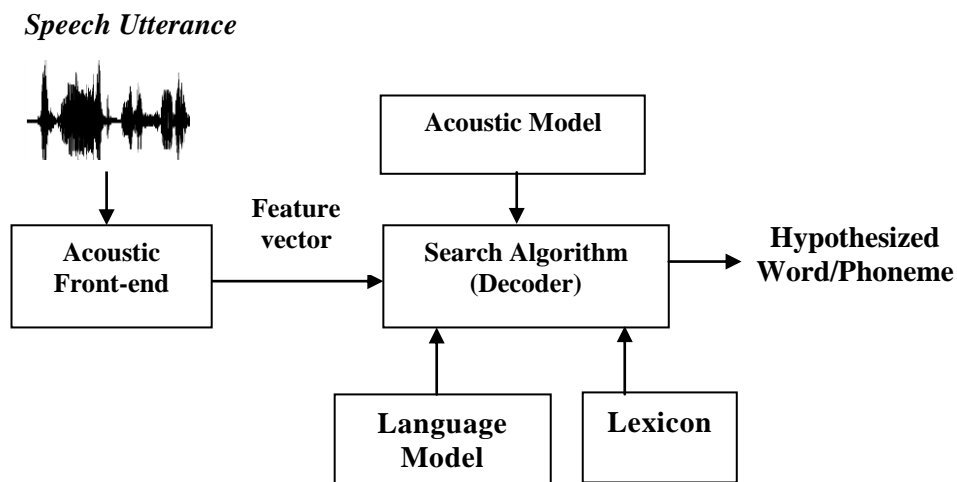 Speech Utterance
Acoustic Model
Feature
vector
Acoustic
Front-end
Search Algorithm
(Decoder)
Hypothesized
Word/Phoneme
Language
Model
Lexicon